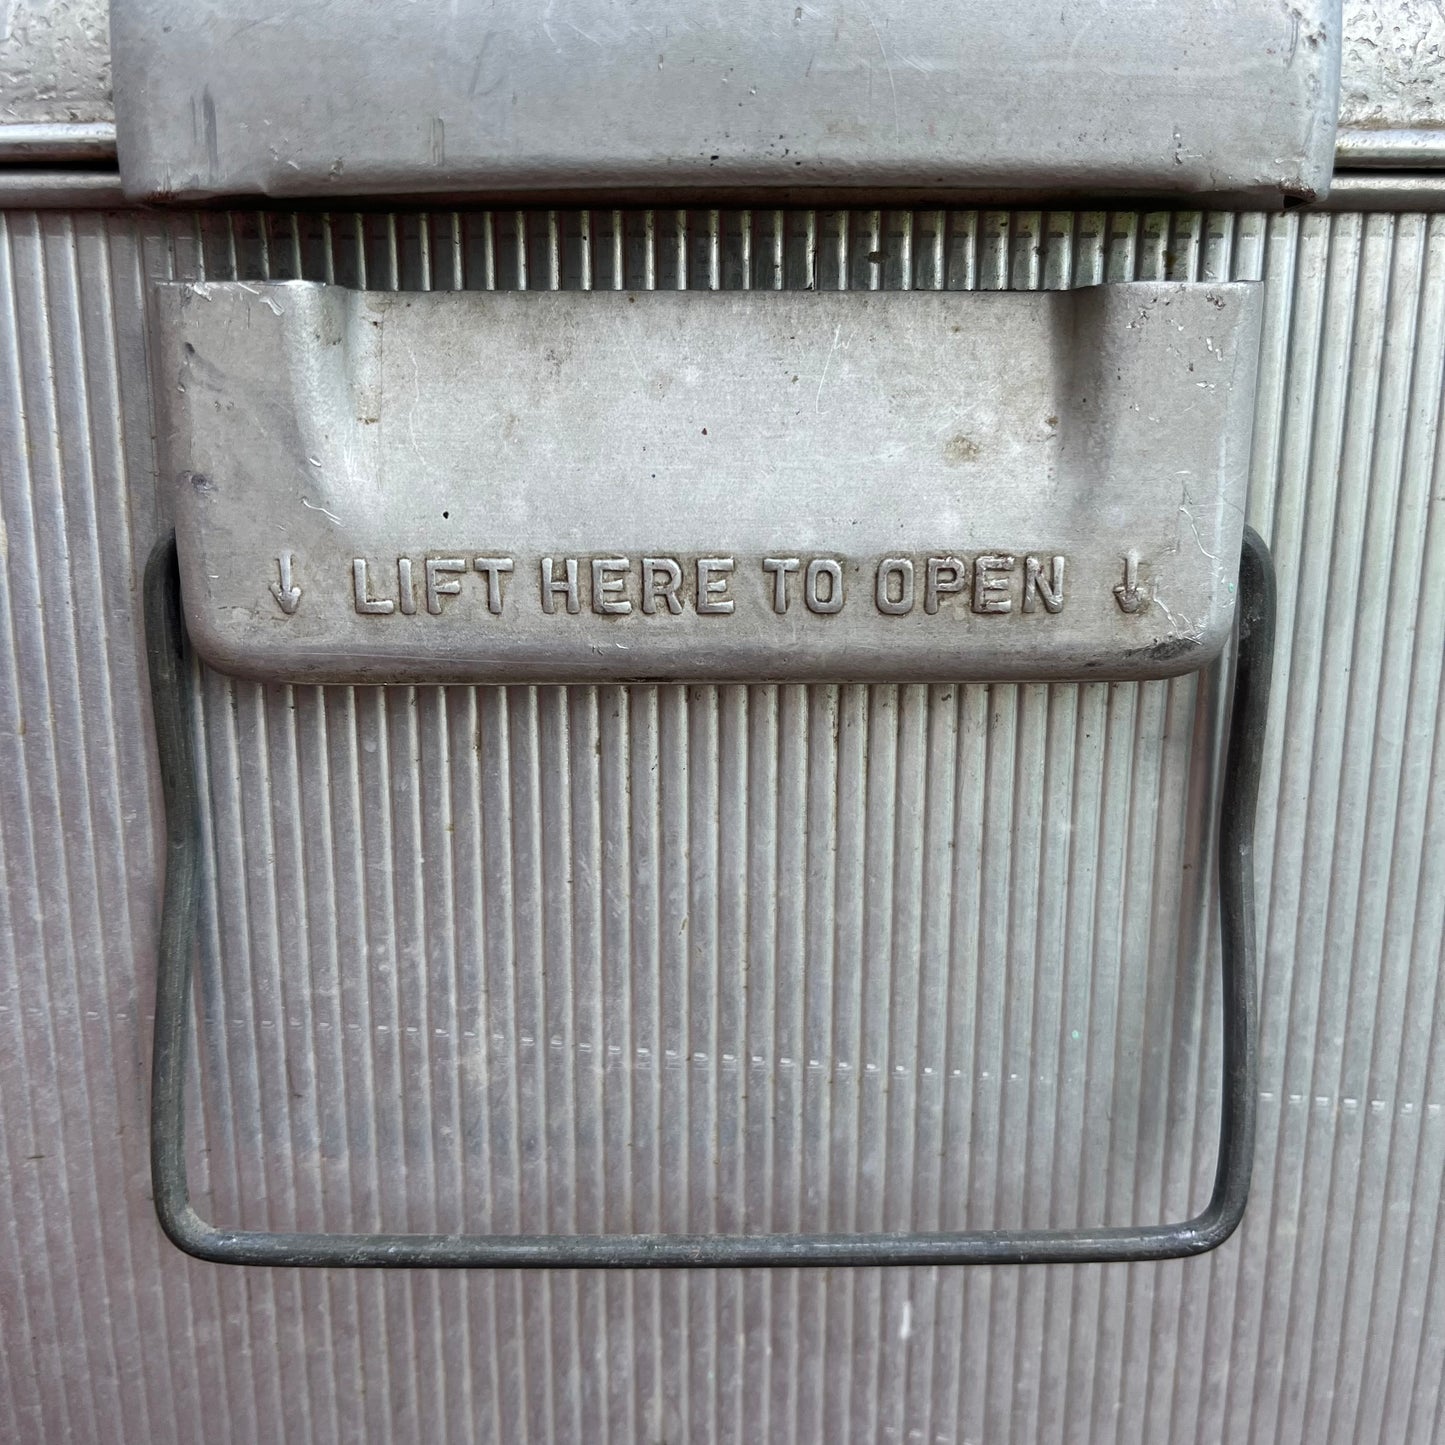 ↓ LIFT HERE TO OPEN ↓